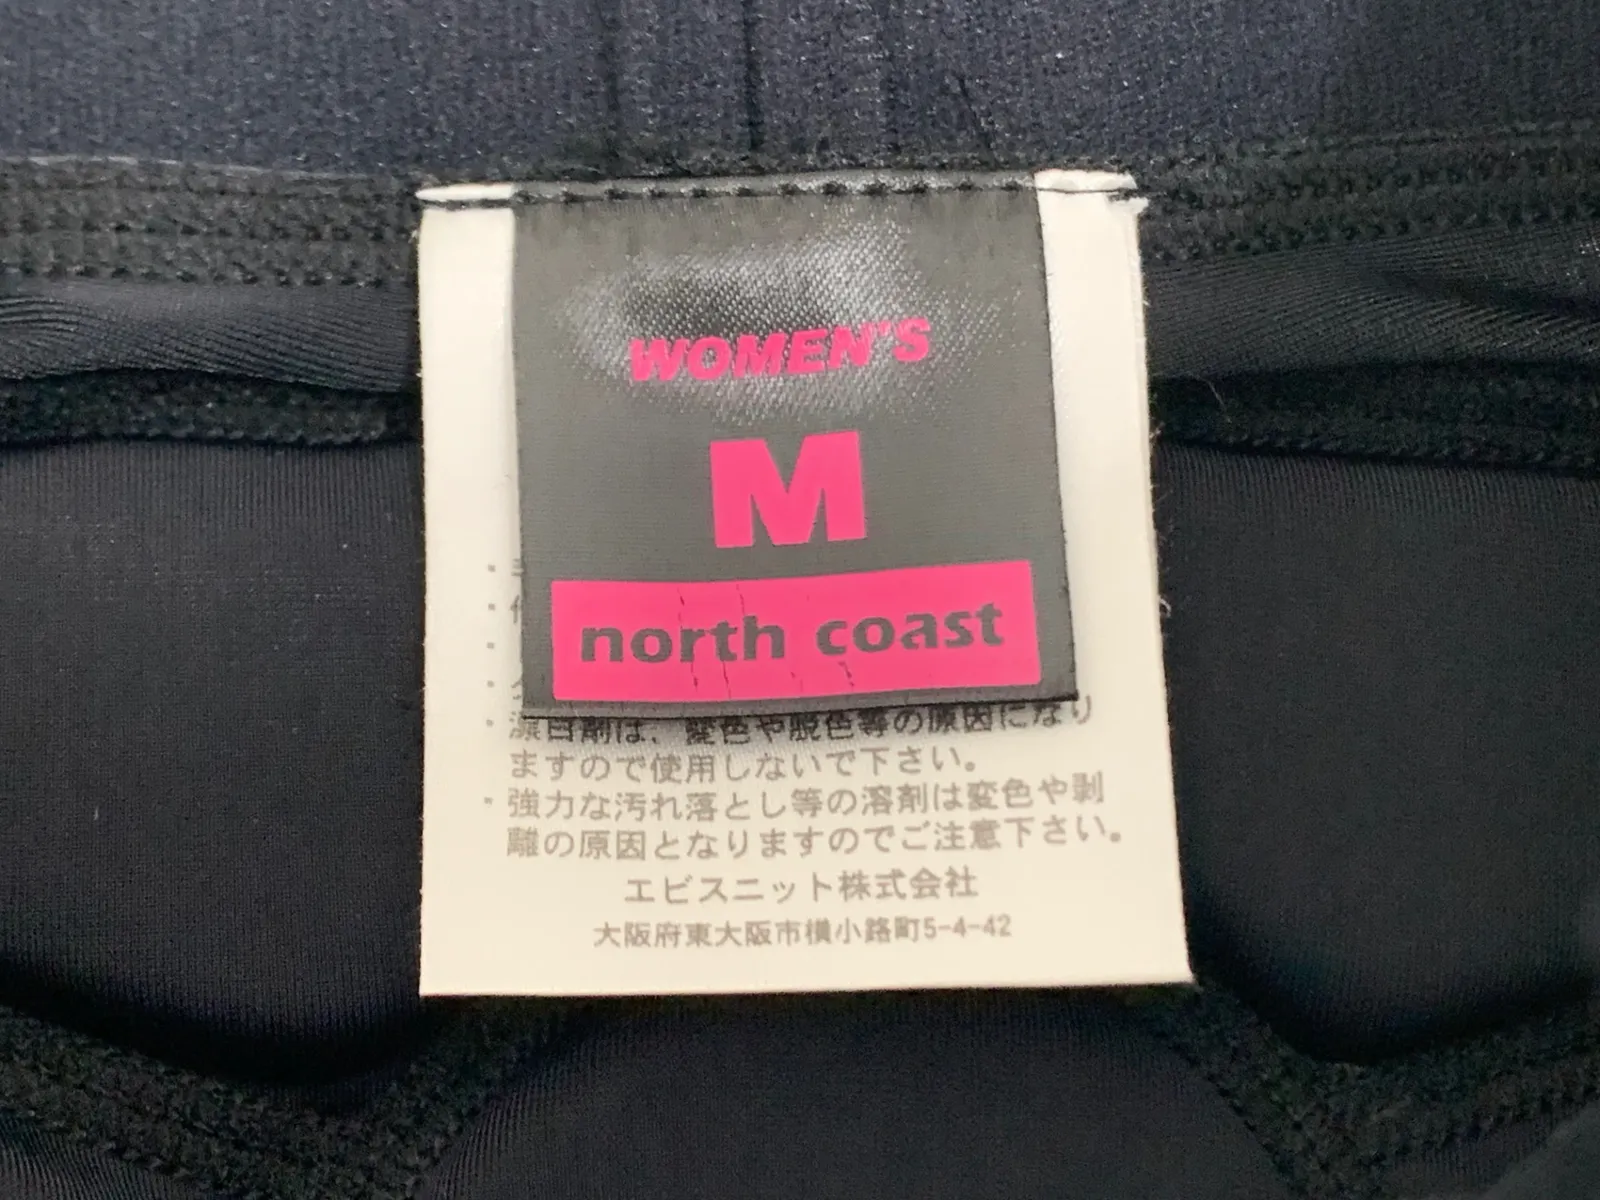 WOMEN'S
M
north coast
漂白剤は、変色や脱色等の原因になり
ますので使用しないで下さい。
・強力な汚れ落とし等の溶剤は変色や剥
離の原因となりますのでご注意下さい。
エビスニット株式会社
大阪府東大阪市横小路町5-4-42